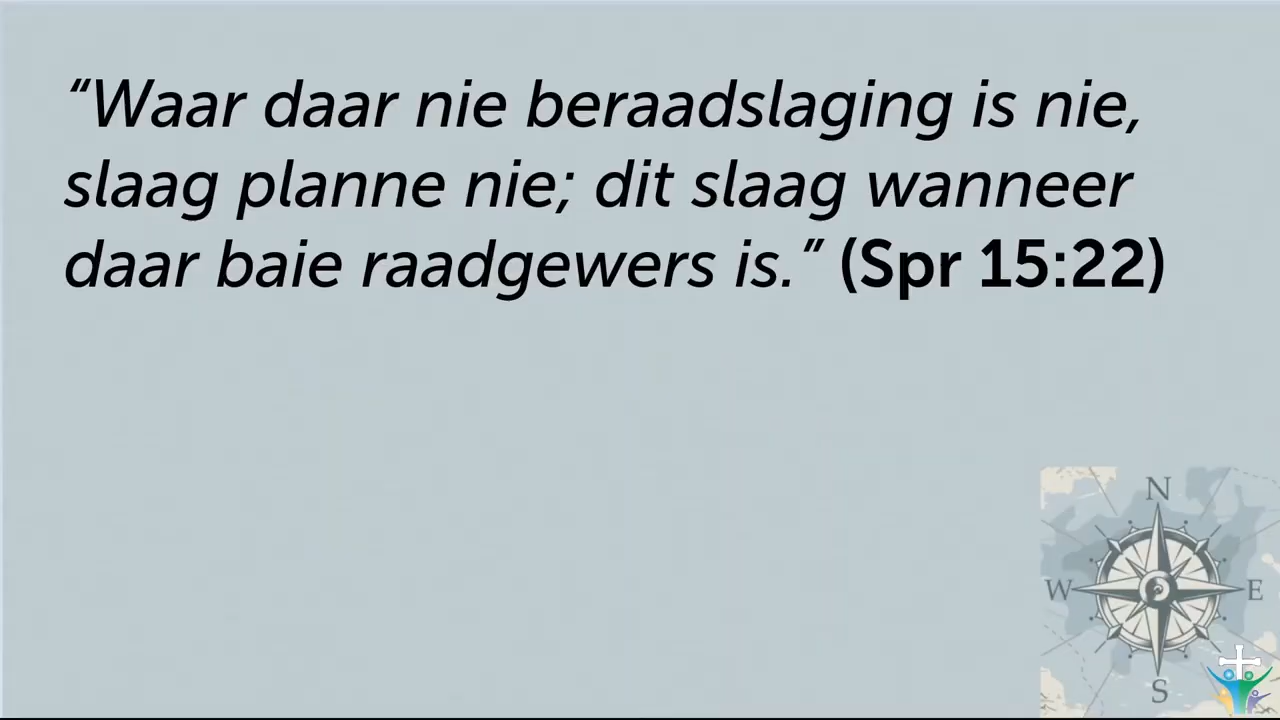 “Waar daar nie beraadslaging is nie,
slaag planne nie; dit slaag wanneer
daar baie raadgewers is.” (Spr 15:22)
N
W E
S